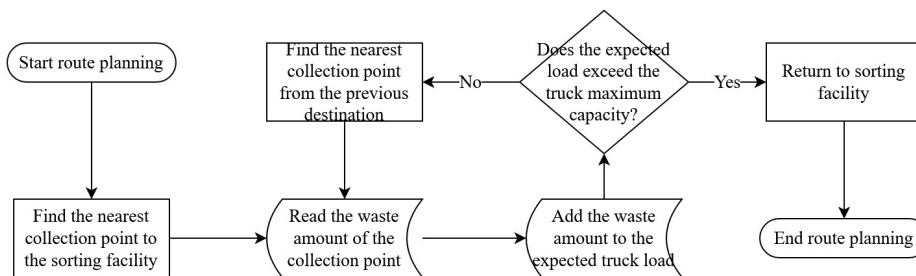 Start route planning
Find the nearest
collection point to
the sorting facility
Read the waste
amount of the
collection point
Add the waste
amount to the
expected truck load
Does the expected
load exceed the
truck maximum
capacity?
No
Find the nearest
collection point
from the previous
destination
Yes
Return to sorting
facility
End route planning